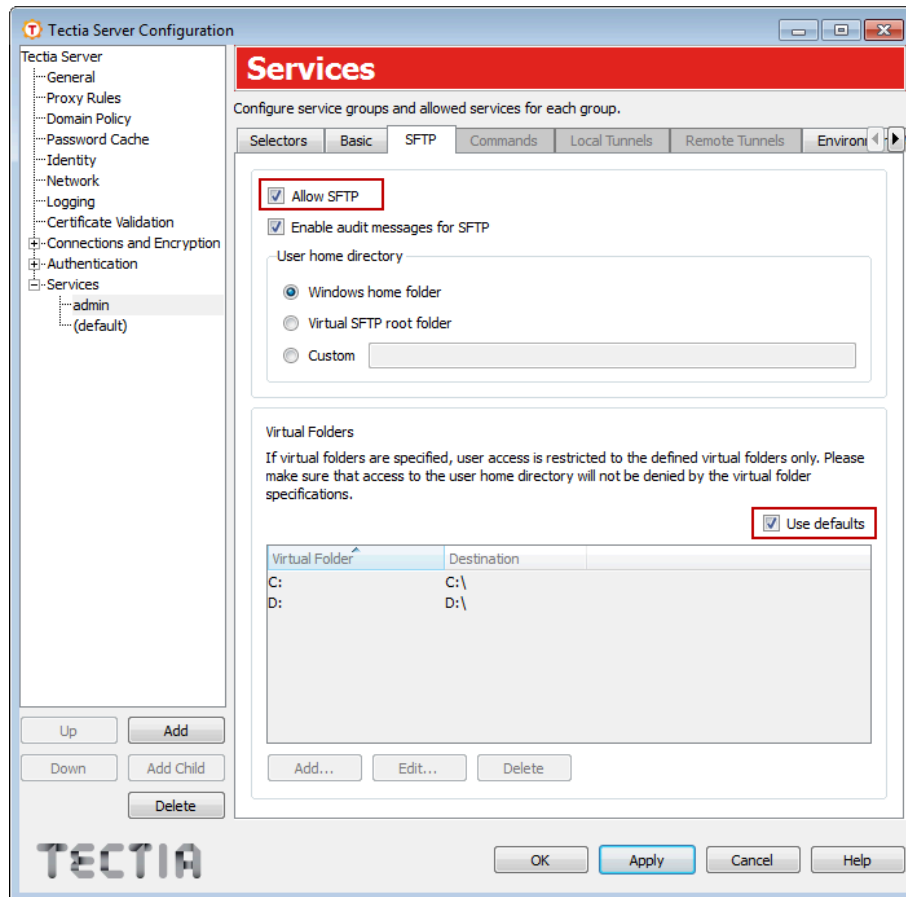 Tectia Server Configuration
Tectia Server
General
Proxy Rules
Domain Policy
Password Cache
Identity
Network
Logging
Certificate Validation
Connections and Encryption
Authentication
Services
admin
(default)
Up
Add
Down
Add Child
Delete
TECTIA
Services
Configure service groups and allowed services for each group.
Selectors Basic SFTP Commands Local Tunnels Remote Tunnels Environ
Allow SFTP
Enable audit messages for SFTP
User home directory
Windows home folder
Virtual SFTP root folder
Custom
Virtual Folders
If virtual folders are specified, user access is restricted to the defined virtual folders only. Please
make sure that access to the user home directory will not be denied by the virtual folder
specifications.
Use defaults
Virtual Folder Destination
C: C:\
D: D:\
Add... Edit... Delete
OK Apply Cancel Help